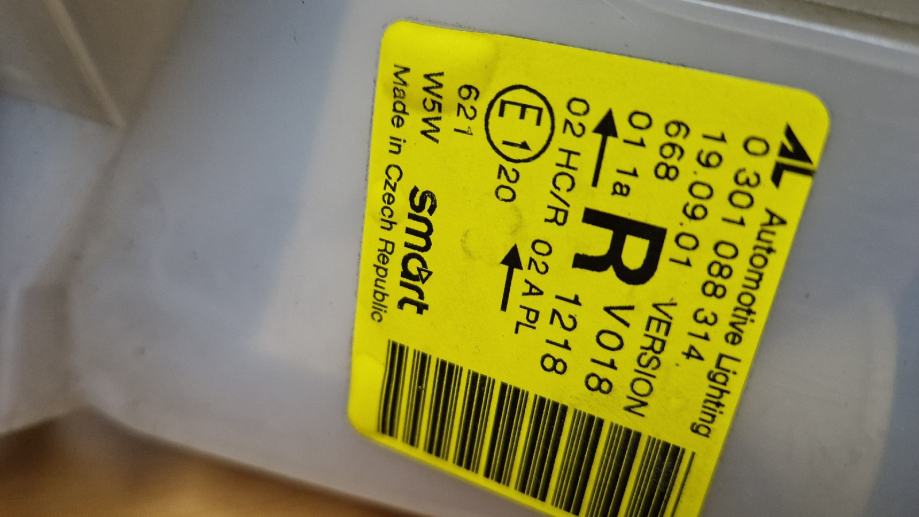 AL Automotive Lighting
0 301 088 314
19.09.01
668 VERSION
01 1a R V018
02 HC/R 02 A PL 1218
E1 20
621
W5W smart
Made in Czech Republic